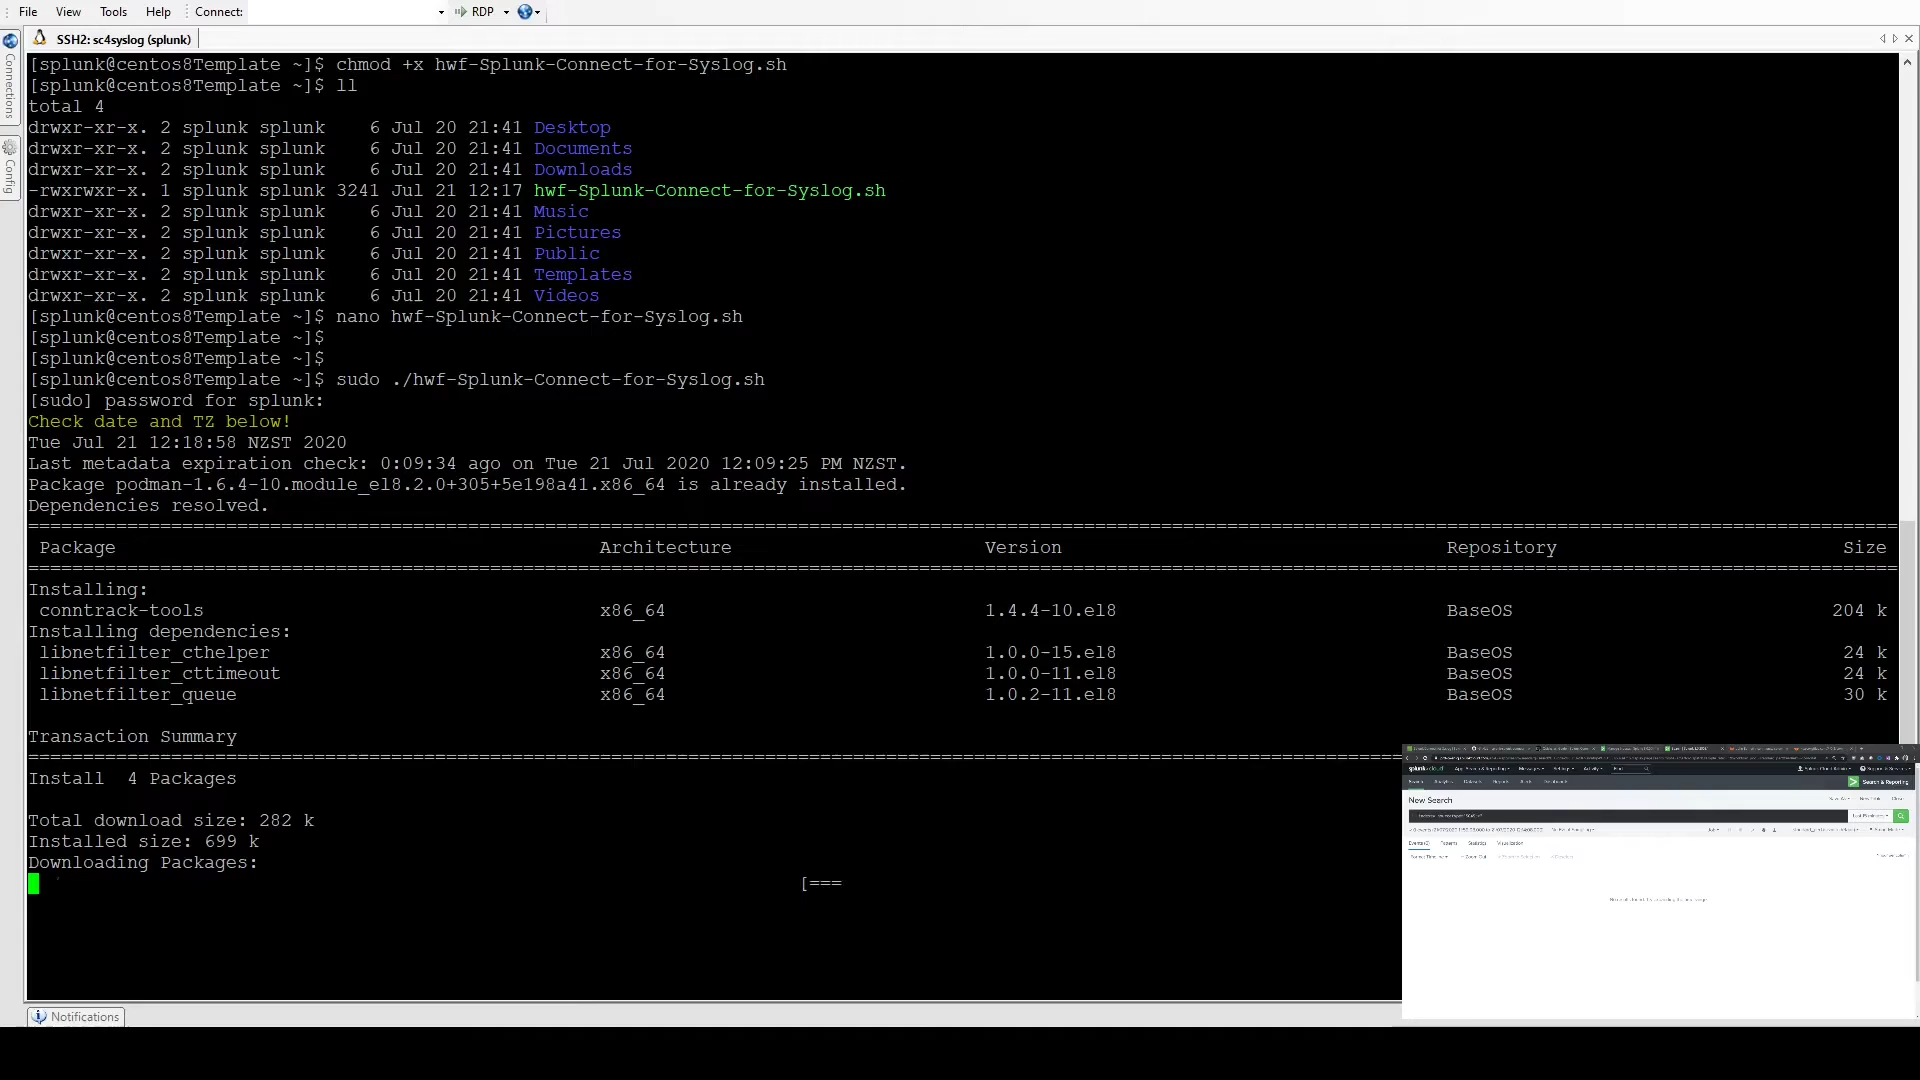 File View Tools Help Connect: RDP
SSH2: sc4syslog (splunk)
Connections
Config
[splunk@centos8Template ~]$ chmod +x hwf-Splunk-Connect-for-Syslog.sh
[splunk@centos8Template ~]$ ll
total 4
drwxr-xr-x. 2 splunk splunk    6 Jul 20 21:41 Desktop
drwxr-xr-x. 2 splunk splunk    6 Jul 20 21:41 Documents
drwxr-xr-x. 2 splunk splunk    6 Jul 20 21:41 Downloads
-rwxrwxr-x. 1 splunk splunk 3241 Jul 21 12:17 hwf-Splunk-Connect-for-Syslog.sh
drwxr-xr-x. 2 splunk splunk    6 Jul 20 21:41 Music
drwxr-xr-x. 2 splunk splunk    6 Jul 20 21:41 Pictures
drwxr-xr-x. 2 splunk splunk    6 Jul 20 21:41 Public
drwxr-xr-x. 2 splunk splunk    6 Jul 20 21:41 Templates
drwxr-xr-x. 2 splunk splunk    6 Jul 20 21:41 Videos
[splunk@centos8Template ~]$ nano hwf-Splunk-Connect-for-Syslog.sh
[splunk@centos8Template ~]$
[splunk@centos8Template ~]$
[splunk@centos8Template ~]$ sudo ./hwf-Splunk-Connect-for-Syslog.sh
[sudo] password for splunk:
Check date and TZ below!
Tue Jul 21 12:18:58 NZST 2020
Last metadata expiration check: 0:09:34 ago on Tue 21 Jul 2020 12:09:25 PM NZST.
Package podman-1.6.4-10.module_el8.2.0+305+5e198a41.x86_64 is already installed.
Dependencies resolved.
Package Architecture Version Repository Size
Installing:
conntrack-tools x86_64 1.4.4-10.el8 BaseOS 204 k
Installing dependencies:
libnetfilter_cthelper x86_64 1.0.0-15.el8 BaseOS 24 k
libnetfilter_cttimeout x86_64 1.0.0-11.el8 BaseOS 24 k
libnetfilter_queue x86_64 1.0.2-11.el8 BaseOS 30 k
Transaction Summary
Install  4 Packages
Total download size: 282 k
Installed size: 699 k
Downloading Packages:
[===
Search & Reporting
New Search
Notifications